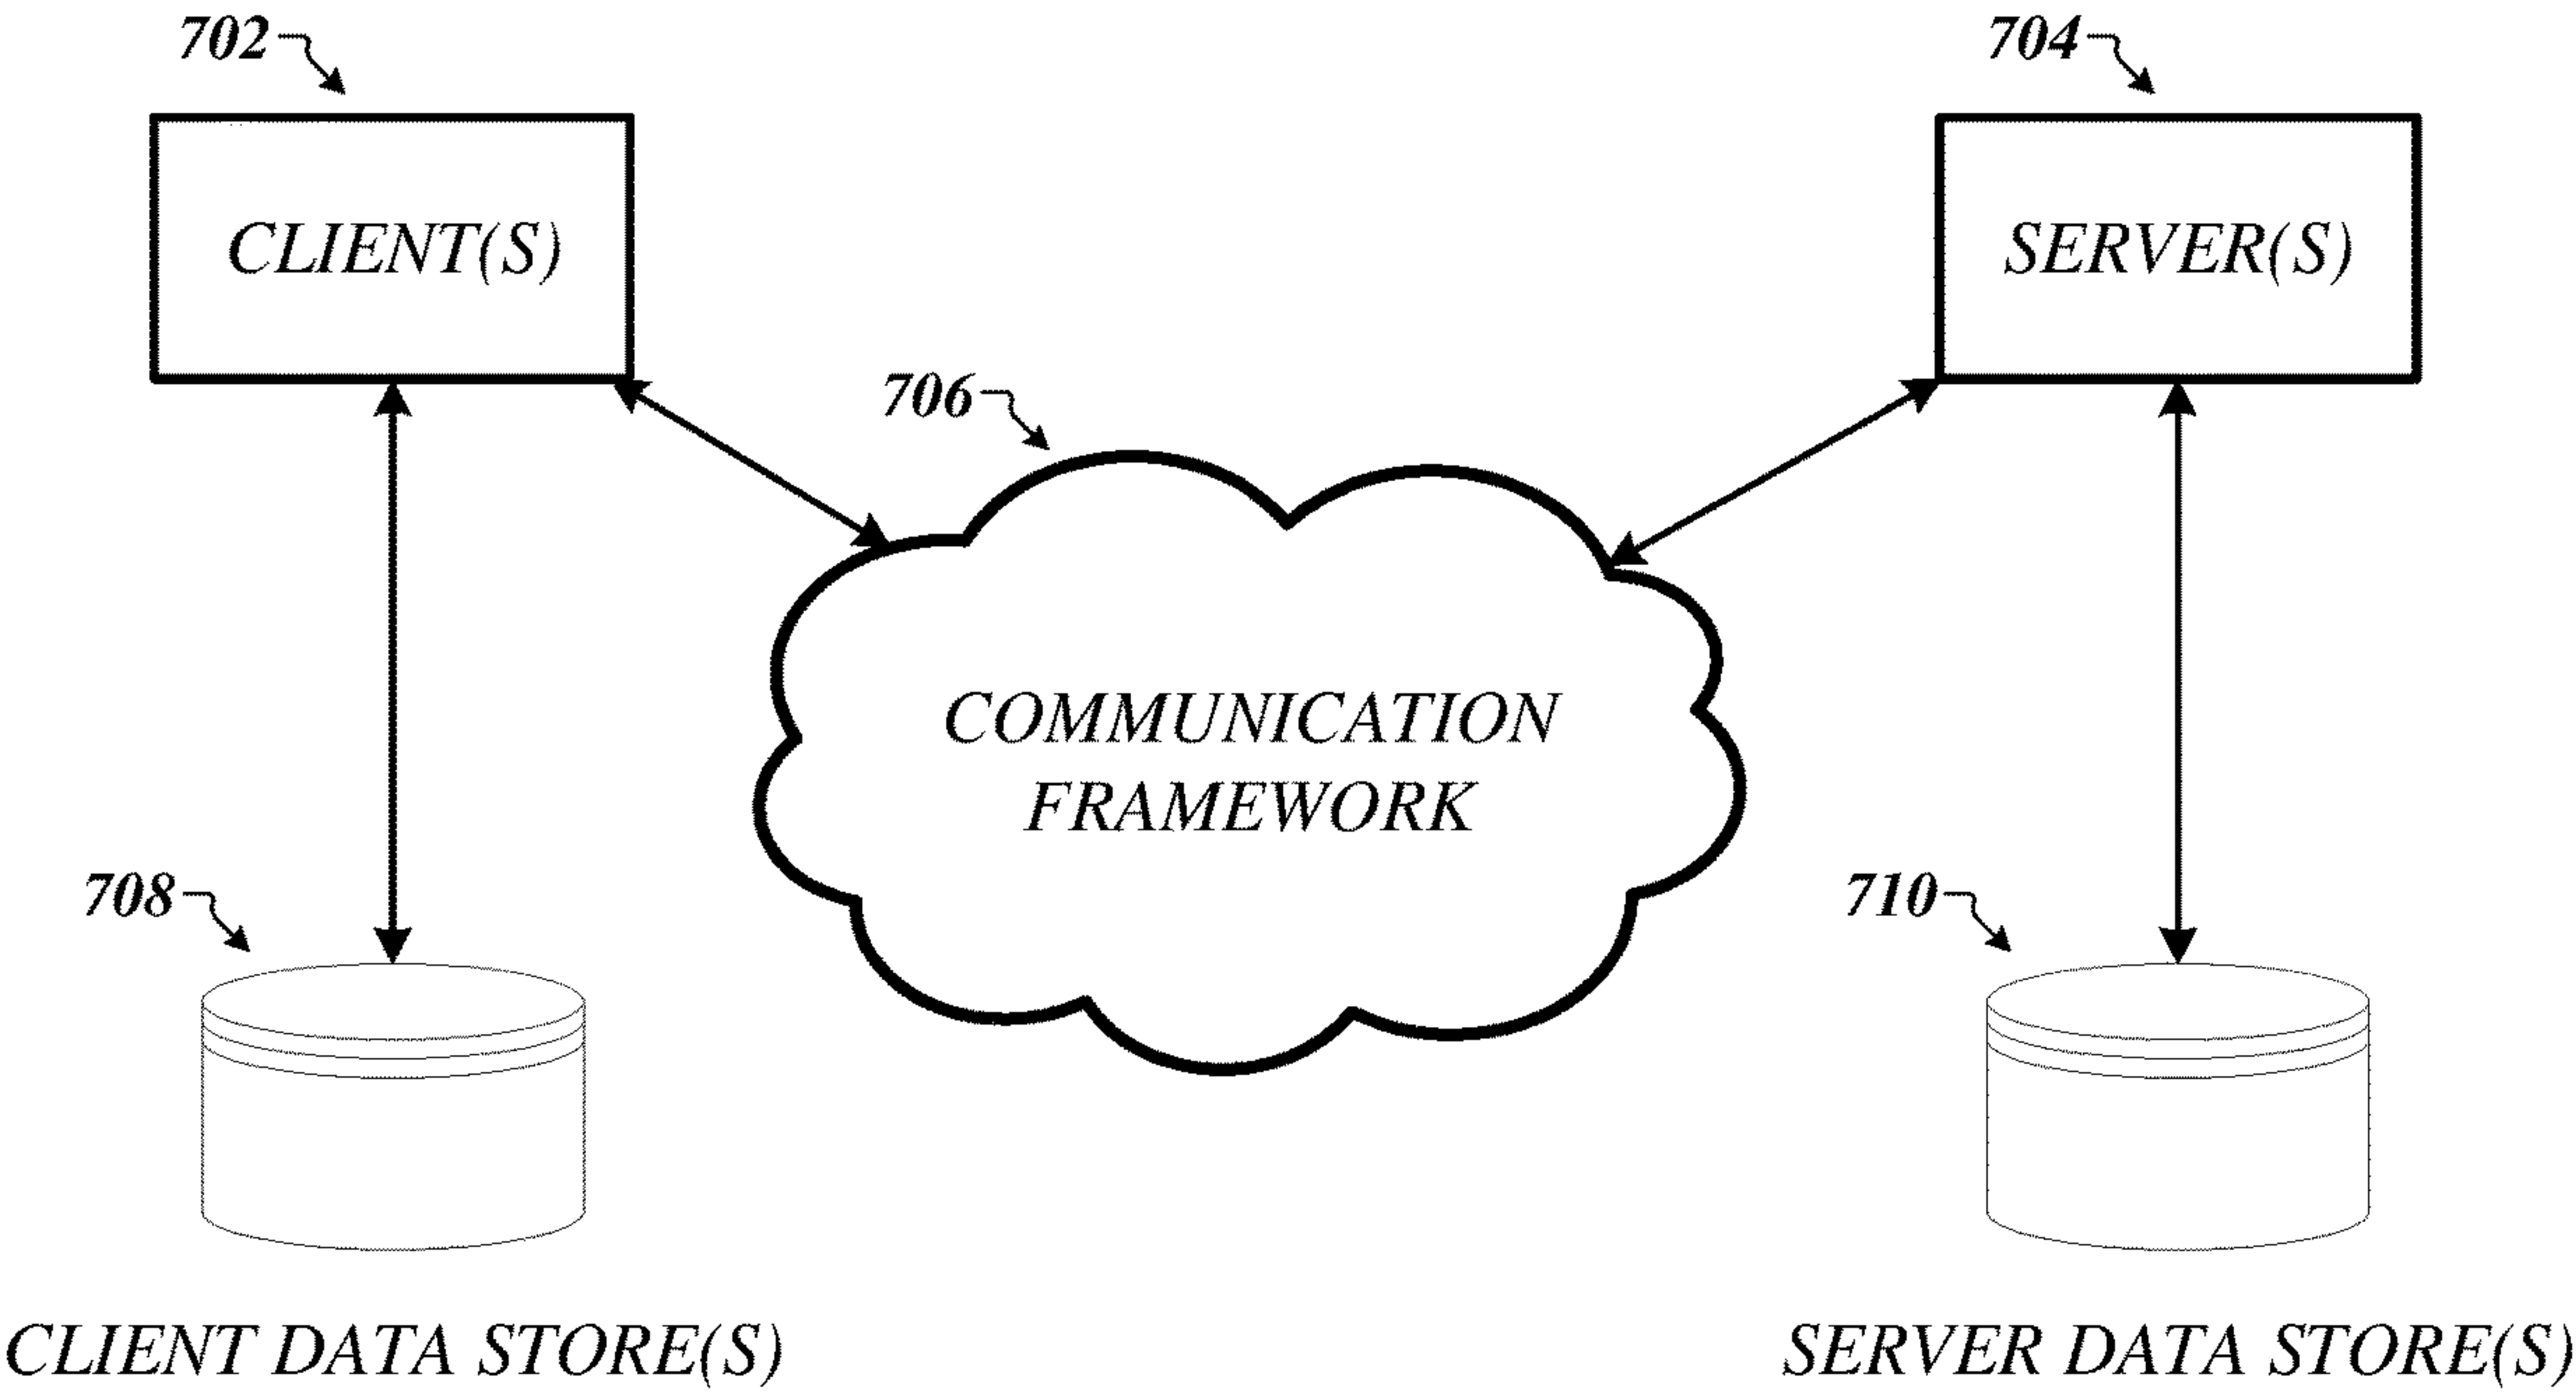 702
704
CLIENT(S)
SERVER(S)
706
COMMUNICATION
FRAMEWORK
708
710
CLIENT DATA STORE(S)
SERVER DATA STORE(S)